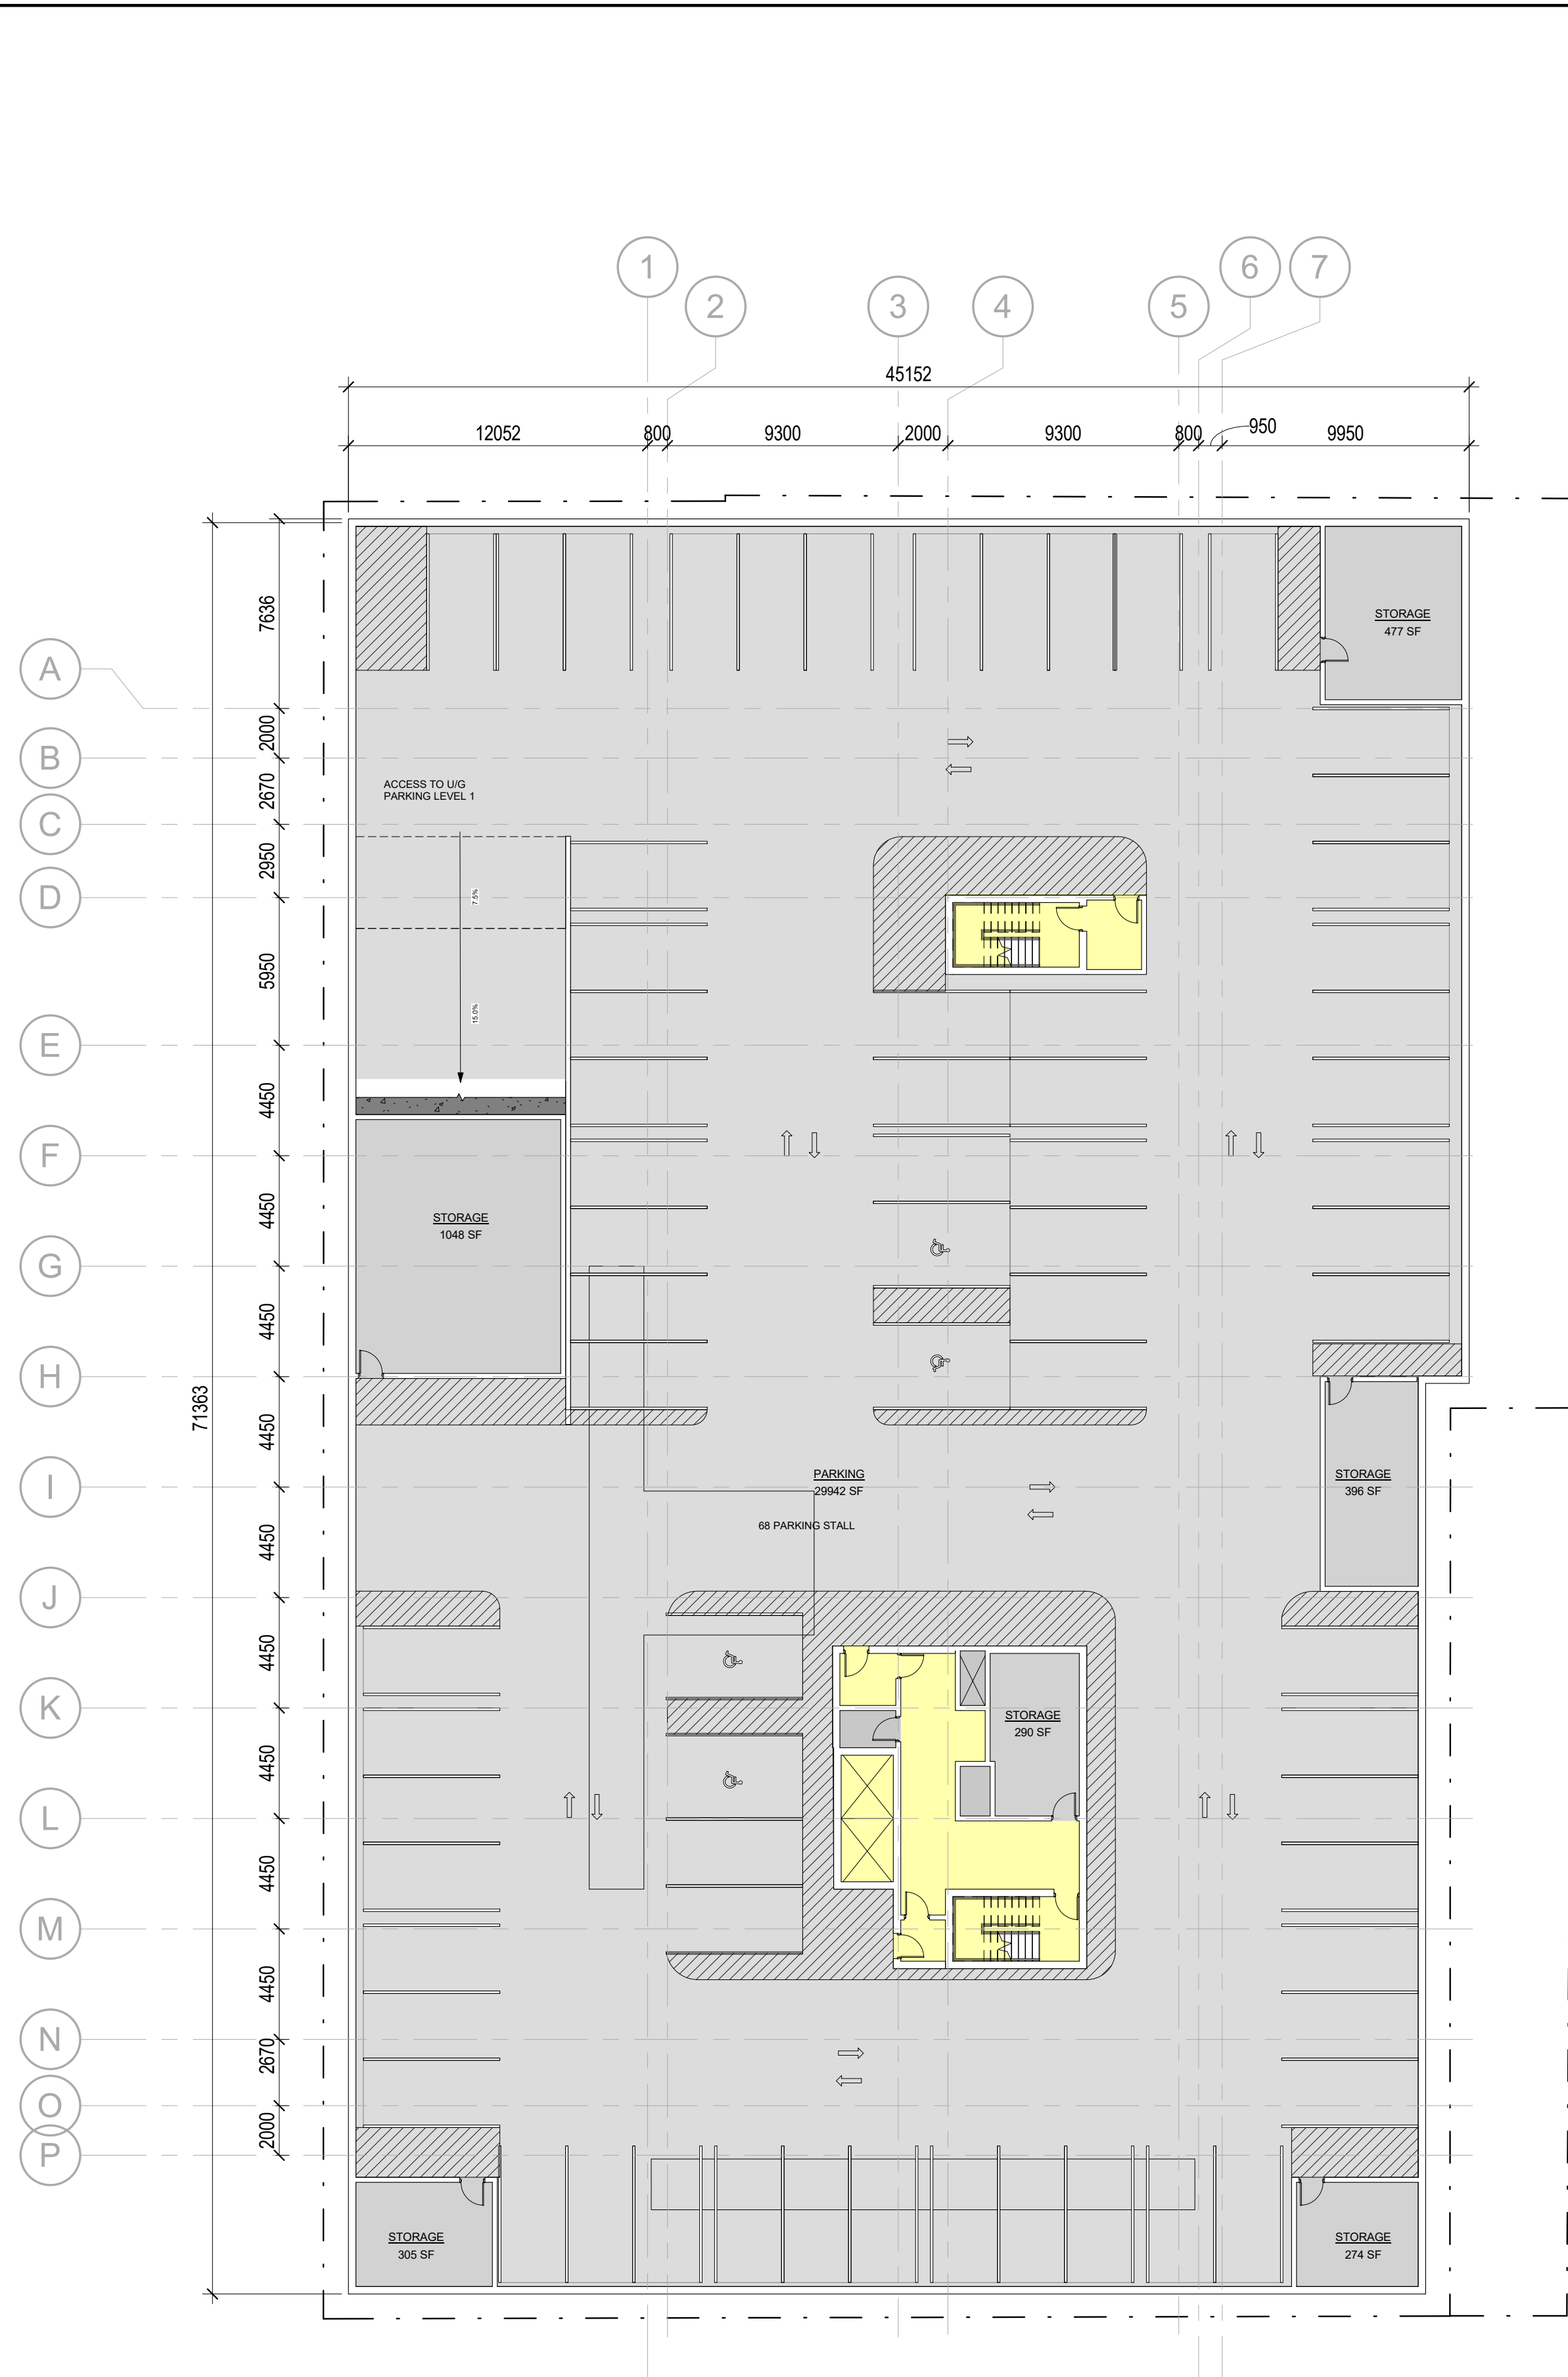 1
6
7
2
3
4
5
45152
12052
800
9300
2000
9300
800
950
9950
7636
STORAGE
477 SF
A
2000
B
2670
ACCESS TO U/G
PARKING LEVEL 1
C
2950
D
7.5%
5950
15.0%
E
4450
F
4450
STORAGE
1048 SF
G
4450
H
71363
4450
PARKING
29942 SF
I
STORAGE
396 SF
68 PARKING STALL
4450
J
4450
K
STORAGE
290 SF
4450
L
4450
M
4450
N
2670
O
2000
P
STORAGE
305 SF
STORAGE
274 SF